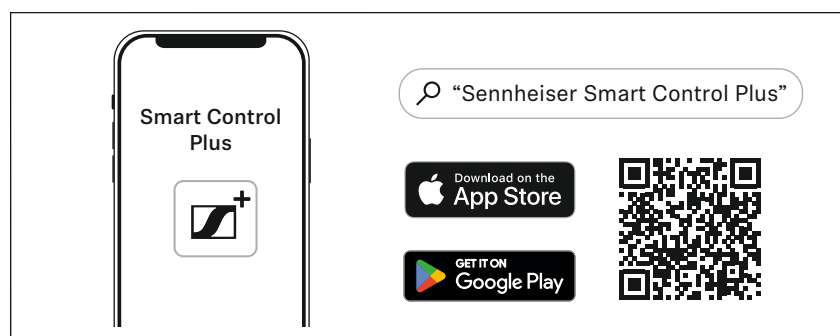 Smart Control
Plus
“Sennheiser Smart Control Plus”
Download on the
App Store
GET IT ON
Google Play